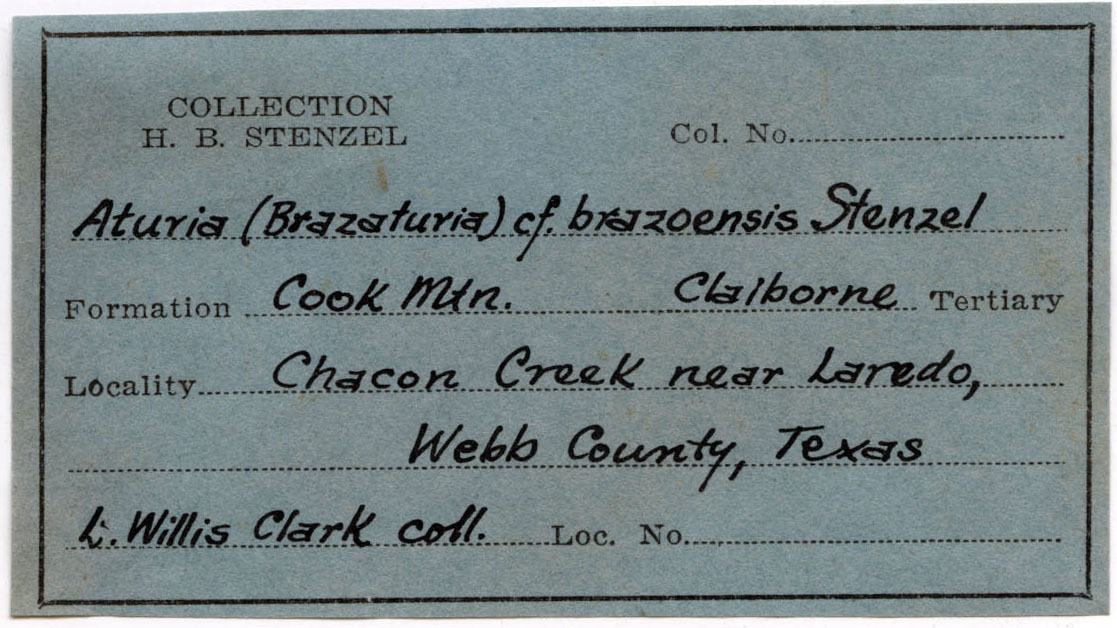 COLLECTION
H. B. STENZEL
Col. No.
Aturia (Brazaturia) cf. brazoensis Stenzel
Formation Cook Mtn. Claiborne Tertiary
Locality Chacon Creek near Laredo,
Webb County, Texas
L. Willis Clark coll. Loc. No.